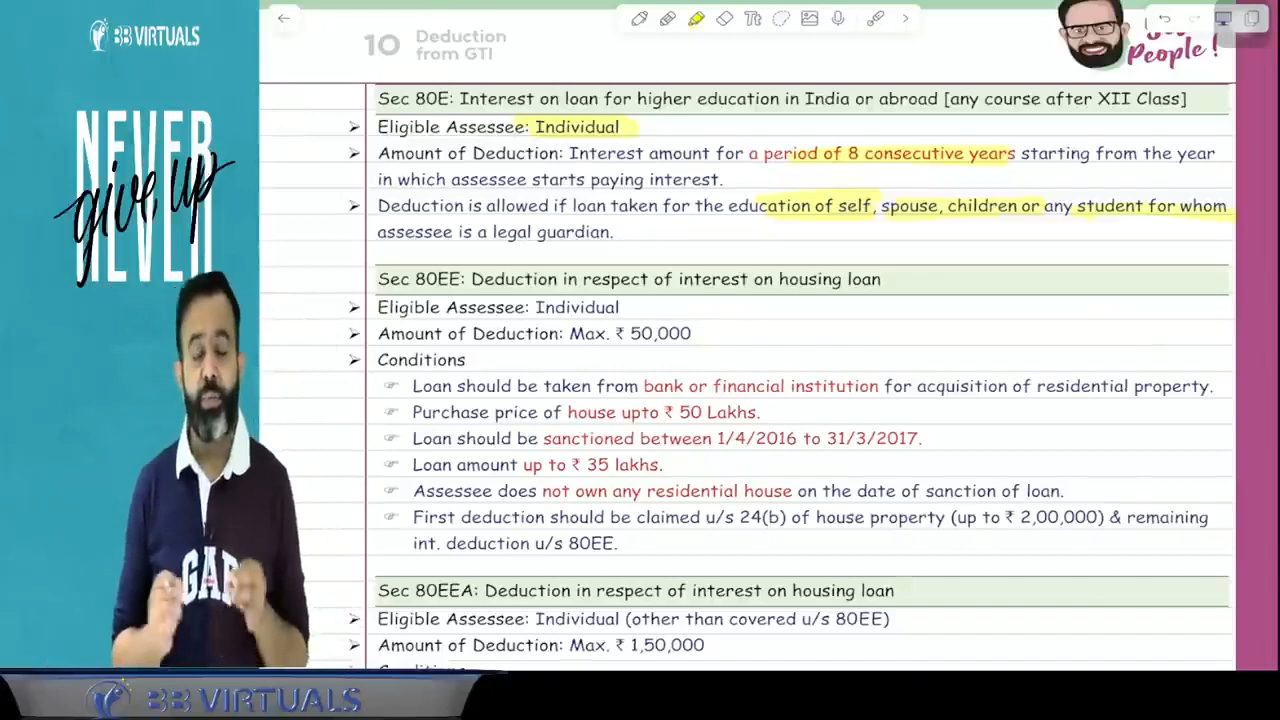 BB VIRTUALS
NEVER
give up
NEVER
GAP
10 Deduction
from GTI
People!
Sec 80E: Interest on loan for higher education in India or abroad [any course after XII Class]
➢ Eligible Assessee: Individual
➢ Amount of Deduction: Interest amount for a period of 8 consecutive years starting from the year
in which assessee starts paying interest.
➢ Deduction is allowed if loan taken for the education of self, spouse, children or any student for whom
assessee is a legal guardian.
Sec 80EE: Deduction in respect of interest on housing loan
➢ Eligible Assessee: Individual
➢ Amount of Deduction: Max. ₹ 50,000
➢ Conditions
☞ Loan should be taken from bank or financial institution for acquisition of residential property.
☞ Purchase price of house upto ₹ 50 Lakhs.
☞ Loan should be sanctioned between 1/4/2016 to 31/3/2017.
☞ Loan amount up to ₹ 35 lakhs.
☞ Assessee does not own any residential house on the date of sanction of loan.
☞ First deduction should be claimed u/s 24(b) of house property (up to ₹ 2,00,000) & remaining
int. deduction u/s 80EE.
Sec 80EEA: Deduction in respect of interest on housing loan
➢ Eligible Assessee: Individual (other than covered u/s 80EE)
➢ Amount of Deduction: Max. ₹ 1,50,000
BB VIRTUALS